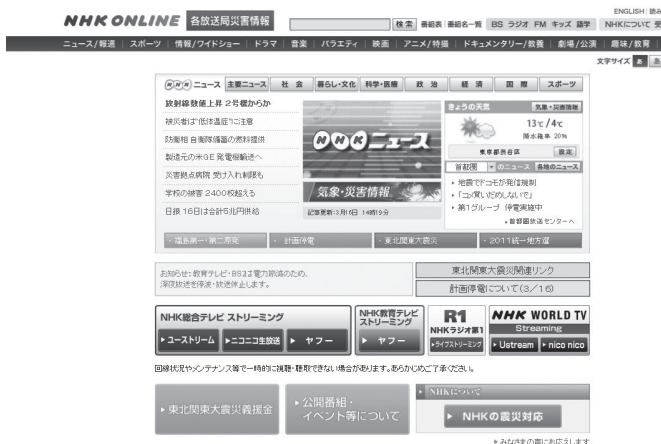 ENGLISH
NHK ONLINE 各放送局災害情報 検索 番組表 番組名一覧 BS ラジオ FM キッズ 語学 NHKについて
ニュース/報道 スポーツ 情報/ワイドショー ドラマ 音楽 バラエティ 映画 アニメ/特撮 ドキュメンタリー/教養 劇場/公演 趣味/教育
文字サイズ あ あ
NHK ニュース 主要ニュース 社会 暮らし・文化 科学・医療 政治 経済 国際 スポーツ
放射線数値上昇 2号機からか
被災者は"低体温症"に注意
防衛相 自衛隊備蓄の燃料提供
製造元の米GE 発電機輸送へ
災害拠点病院 受け入れ制限も
学校の被害 2400校超える
日銀 16日は合計5兆円供給
NHKニュース
気象・災害情報
記事更新:3月16日 14時19分
きょうの天気 気象・災害情報
13℃/4℃
降水確率 20%
東京都渋谷区 設定
首都圏 のニュース 各地のニュース
・地震でドコモが発信規制
・「コメ買いだめしないで」
・第1グループ 停電実施中
首都圏放送センターへ
・福島第一・第二原発 ・計画停電 ・東北関東大震災 ・2011統一地方選
お知らせ:教育テレビ・BS2は電力節減のため、
深夜放送を停波・放送休止します。
東北関東大震災関連リンク
計画停電について(3/16)
NHK総合テレビ ストリーミング
ユーストリーム ニコニコ生放送 ヤフー
NHK教育テレビ
ストリーミング
ヤフー
R1
NHKラジオ第1
ライブストリーミング
NHK WORLD TV
Streaming
Ustream nico nico
回線状況やメンテナンス等で一時的に視聴・聴取できない場合があります。あらかじめご了承ください。
東北関東大震災義援金
公開番組・
イベント等について
NHKについて
NHKの震災対応
みなさまの声にお応えします